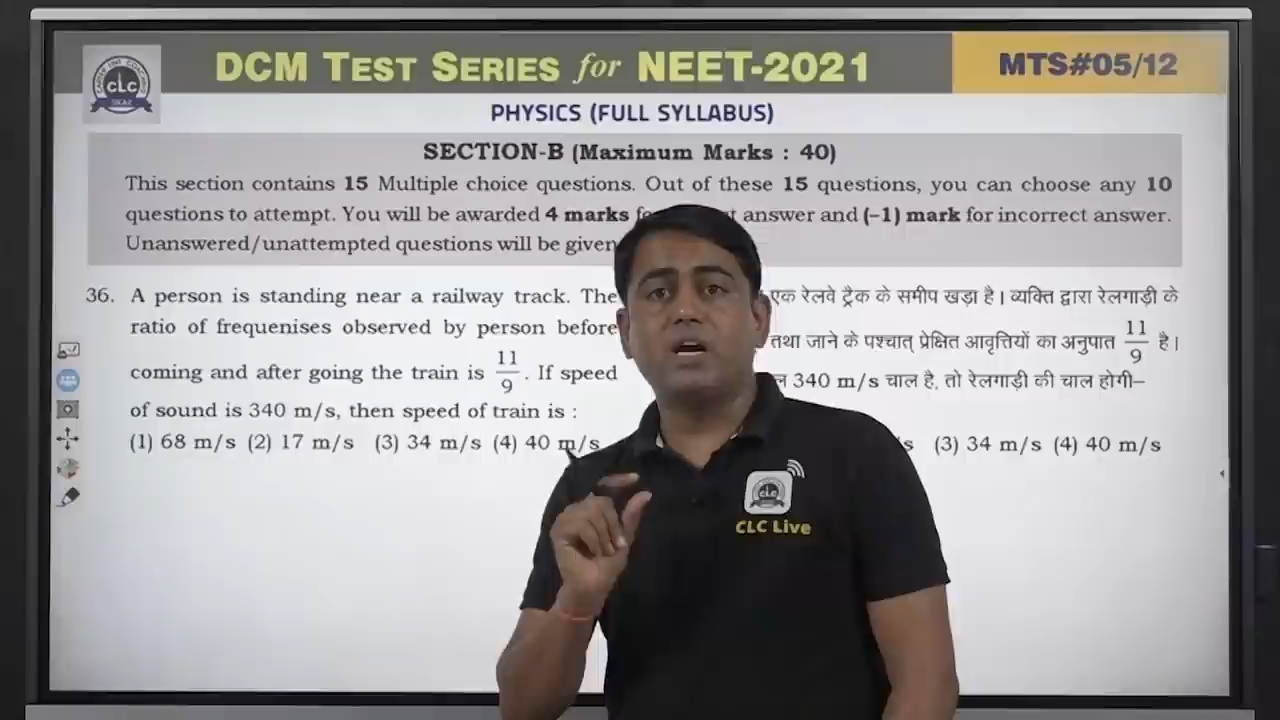 DCM TEST SERIES for NEET-2021
MTS#05/12
CLC
SIKAR
PHYSICS (FULL SYLLABUS)
SECTION-B (Maximum Marks : 40)
This section contains 15 Multiple choice questions. Out of these 15 questions, you can choose any 10
questions to attempt. You will be awarded 4 marks answer and (–1) mark for incorrect answer.
Unanswered/unattempted questions will be given
36. A person is standing near a railway track. The
ratio of frequenises observed by person before
coming and after going the train is 11/9. If speed
of sound is 340 m/s, then speed of train is :
(1) 68 m/s (2) 17 m/s (3) 34 m/s (4) 40 m/s
एक रेलवे ट्रैक के समीप खड़ा है। व्यक्ति द्वारा रेलगाड़ी के
तथा जाने के पश्चात् प्रेक्षित आवृत्तियों का अनुपात 11/9 है।
340 m/s चाल है, तो रेलगाड़ी की चाल होगी–
(3) 34 m/s (4) 40 m/s
CLC
CLC Live